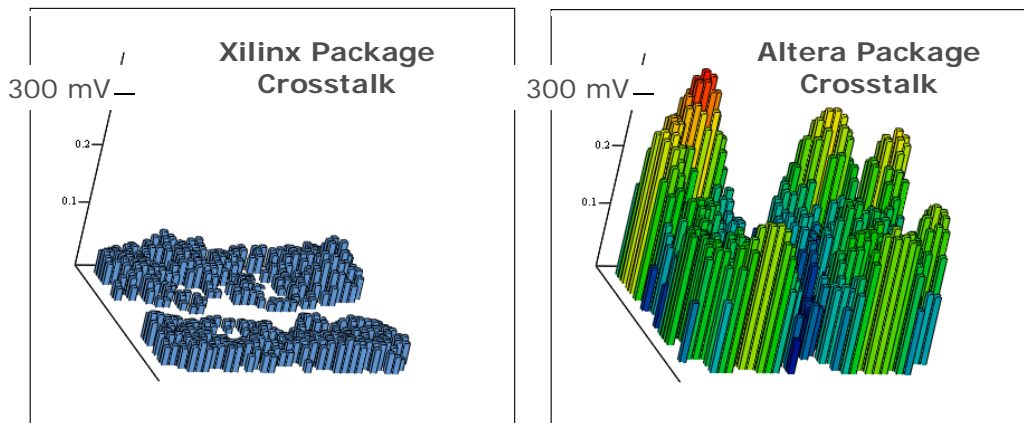 Xilinx Package
Crosstalk
300 mV
0.2
0.1
Altera Package
Crosstalk
300 mV
0.2
0.1